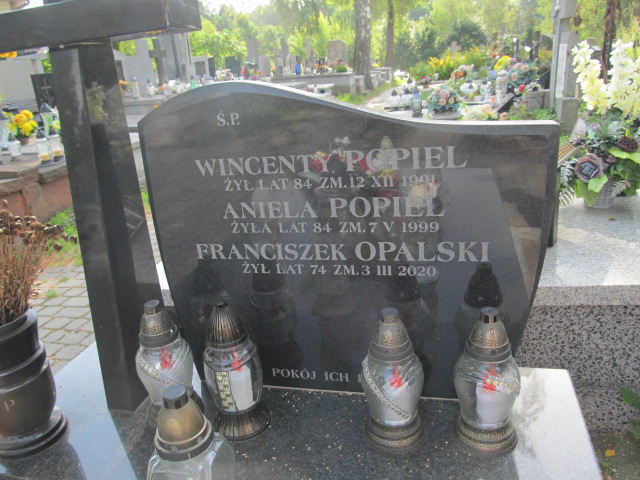 Ś.P.
WINCENTY POPIEL
ŻYŁ LAT 84 ZM.12 XII 1991
ANIELA POPIEL
ŻYŁA LAT 84 ZM.7 V 1999
FRANCISZEK OPALSKI
ŻYŁ LAT 74 ZM.3 III 2020
POKÓJ ICH
P